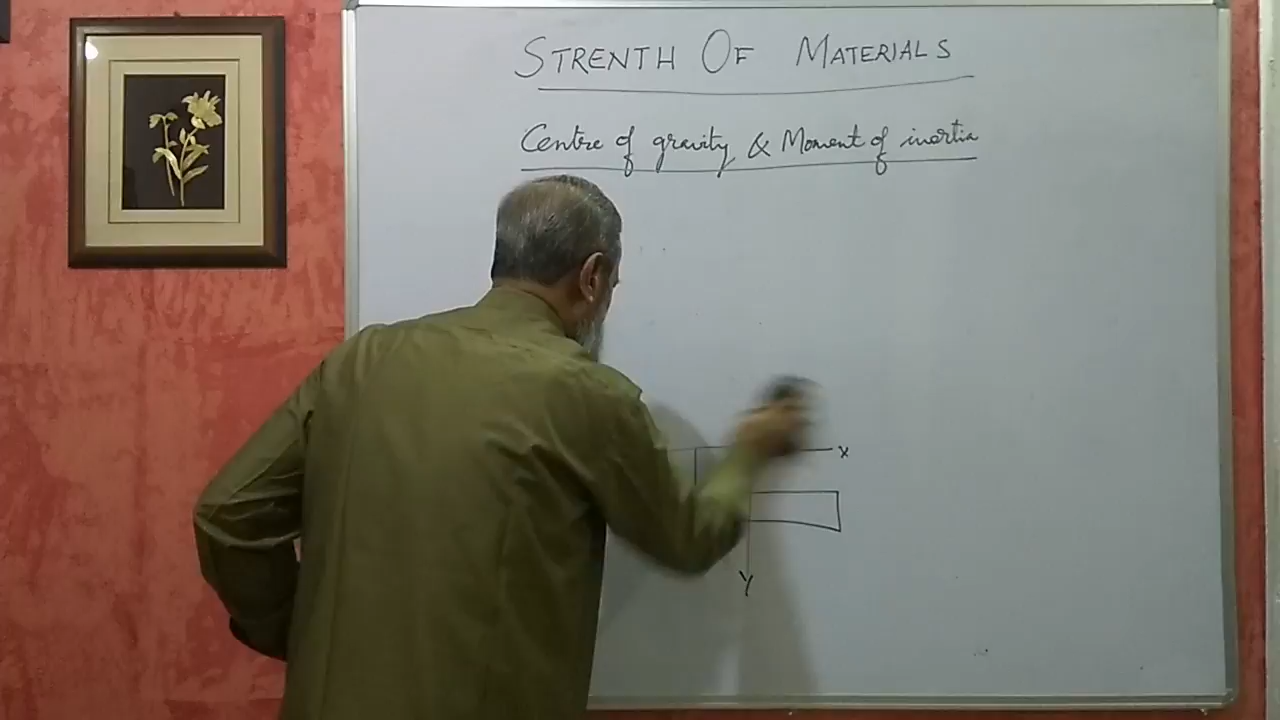 STRENTH OF MATERIALS
Centre of gravity & Moment of inertia
X
Y